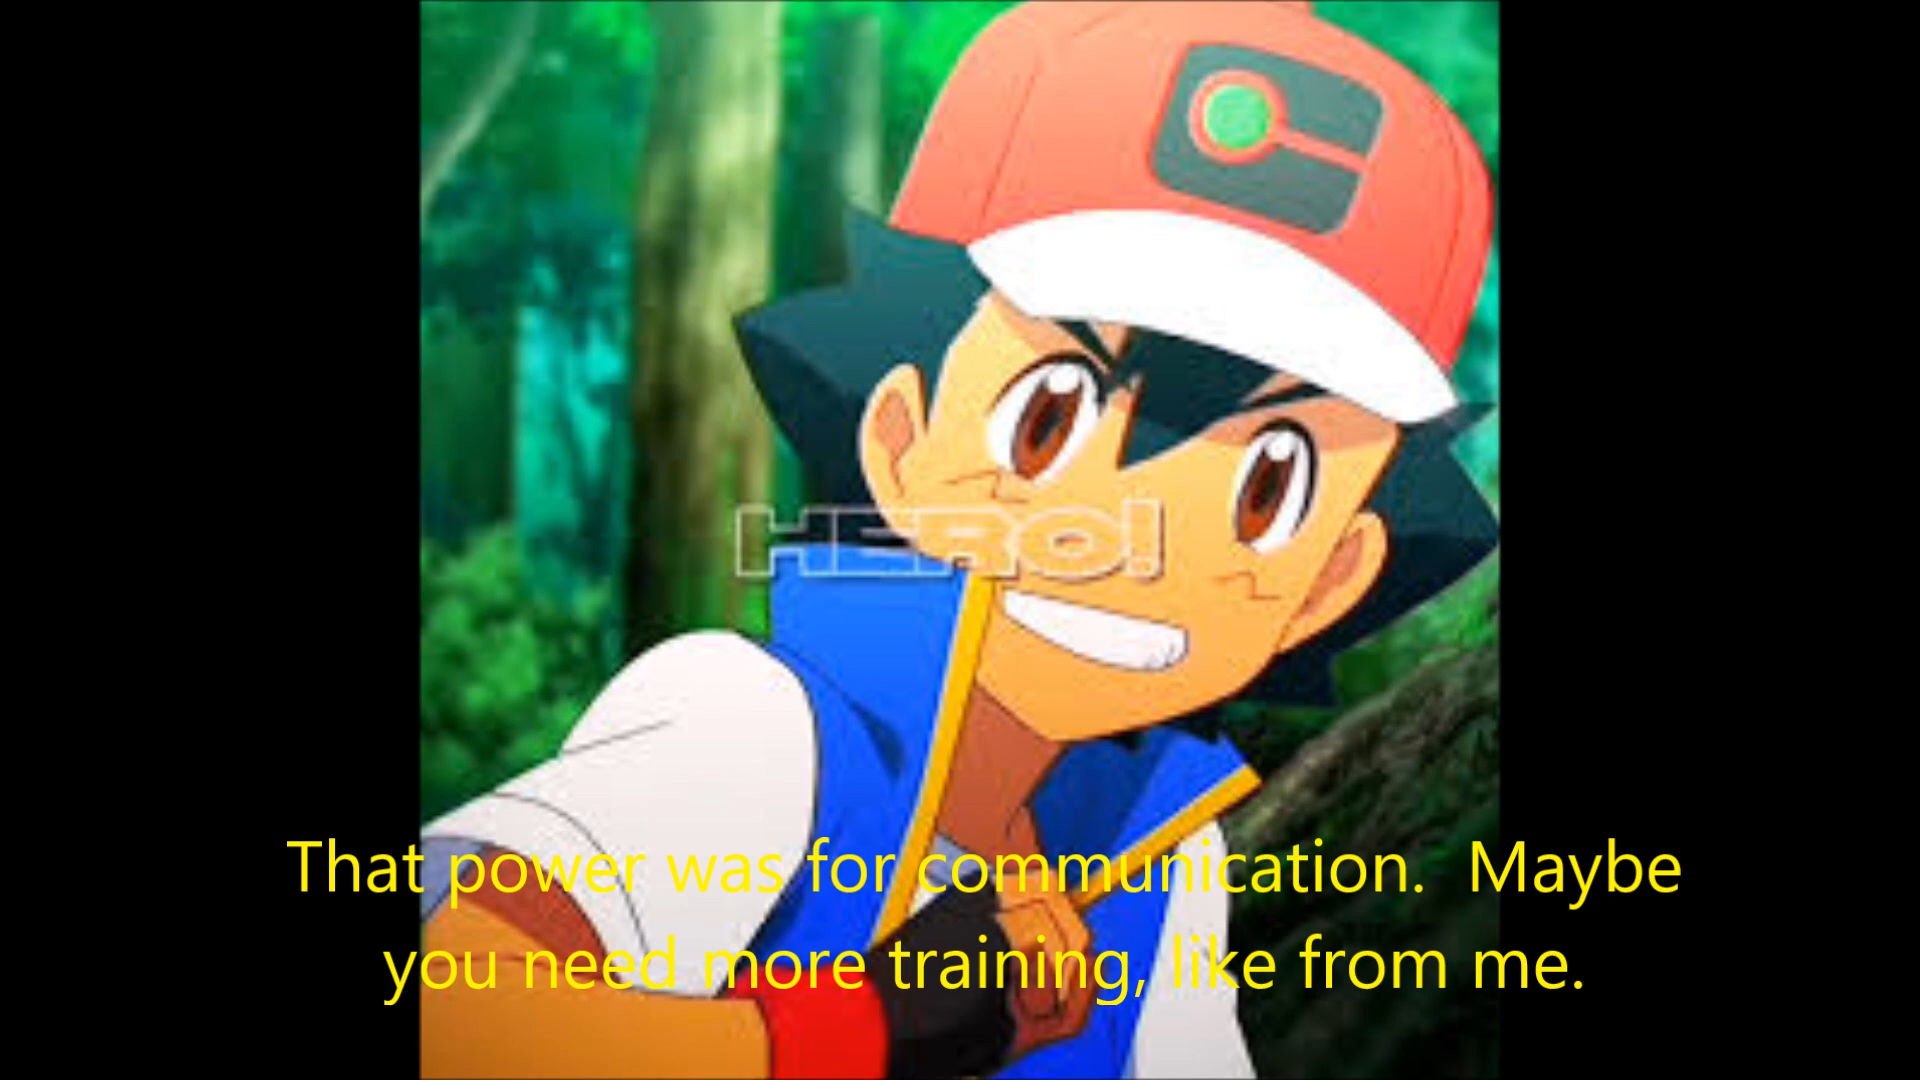 HERO!
That power was for communication.  Maybe
you need more training, like from me.